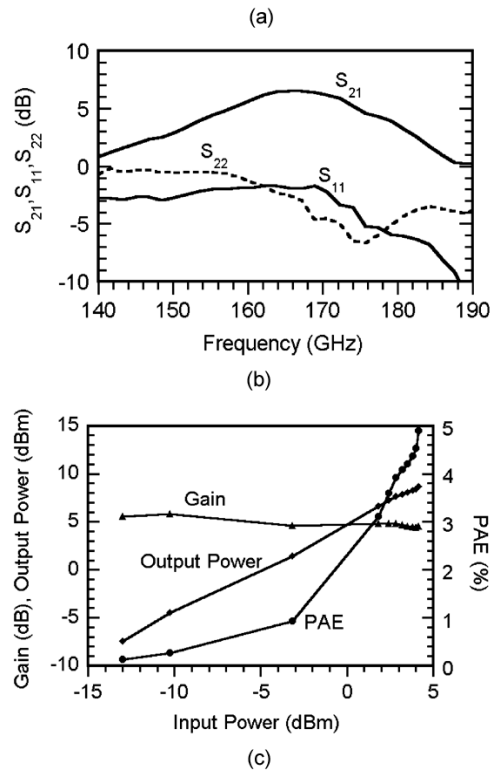 (a)
10
5
0
-5
-10
S21,S11,S22 (dB)
S21
S22
S11
140 150 160 170 180 190
Frequency (GHz)
(b)
15
10
5
0
-5
-10
Gain (dB), Output Power (dBm)
5
4
3
2
1
0
PAE (%)
Gain
Output Power
PAE
-15 -10 -5 0 5
Input Power (dBm)
(c)